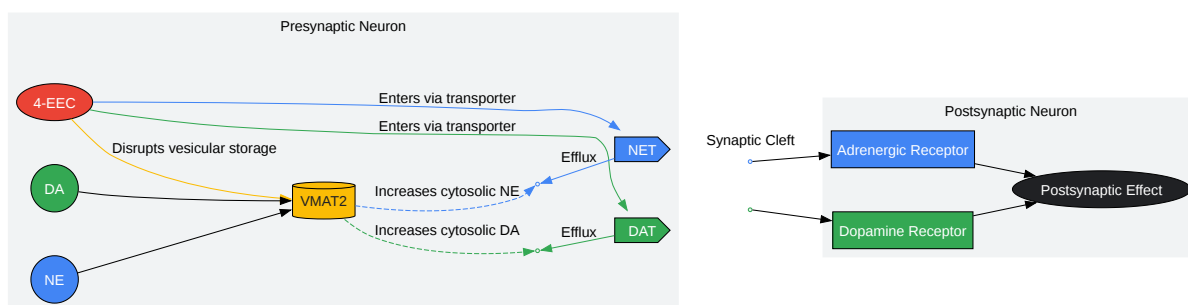 Presynaptic Neuron
4-EEC
Enters via transporter
Enters via transporter
Disrupts vesicular storage
NET
Efflux
DA
Increases cytosolic NE
VMAT2
Increases cytosolic DA
Efflux
DAT
NE
Synaptic Cleft
Postsynaptic Neuron
Adrenergic Receptor
Postsynaptic Effect
Dopamine Receptor